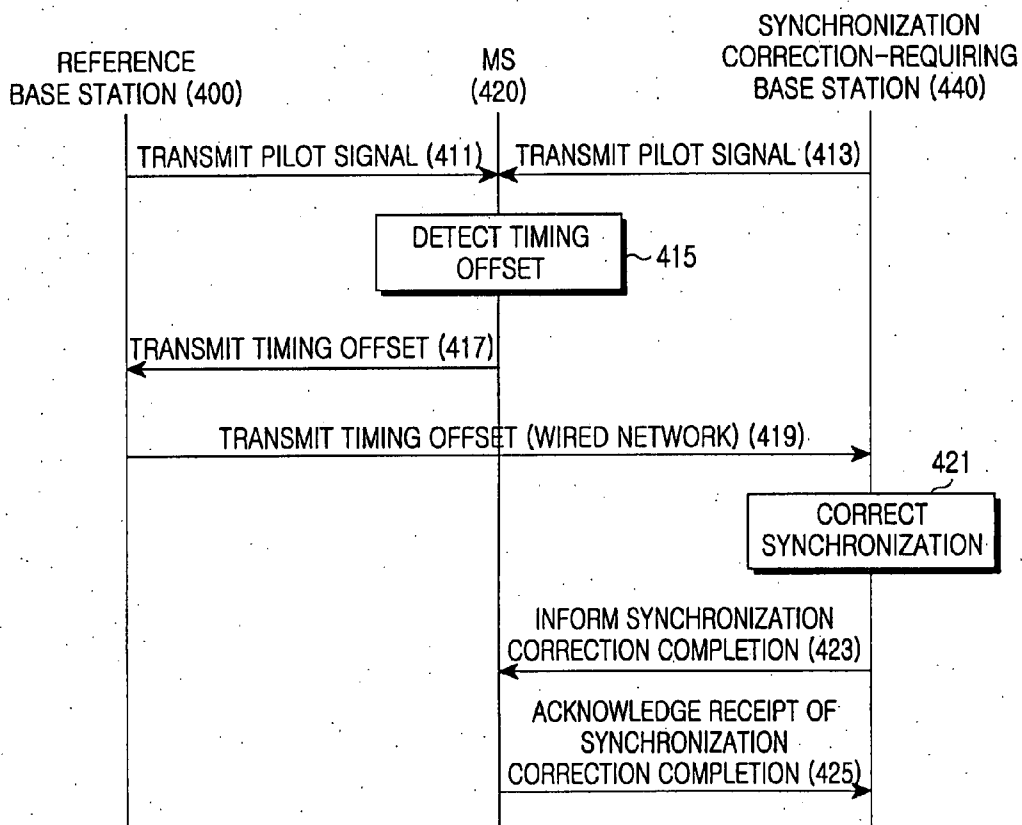 REFERENCE
BASE STATION (400)
MS
(420)
SYNCHRONIZATION
CORRECTION-REQUIRING
BASE STATION (440)
TRANSMIT PILOT SIGNAL (411)
TRANSMIT PILOT SIGNAL (413)
DETECT TIMING
OFFSET
415
TRANSMIT TIMING OFFSET (417)
TRANSMIT TIMING OFFSET (WIRED NETWORK) (419)
421
CORRECT
SYNCHRONIZATION
INFORM SYNCHRONIZATION
CORRECTION COMPLETION (423)
ACKNOWLEDGE RECEIPT OF
SYNCHRONIZATION
CORRECTION COMPLETION (425)